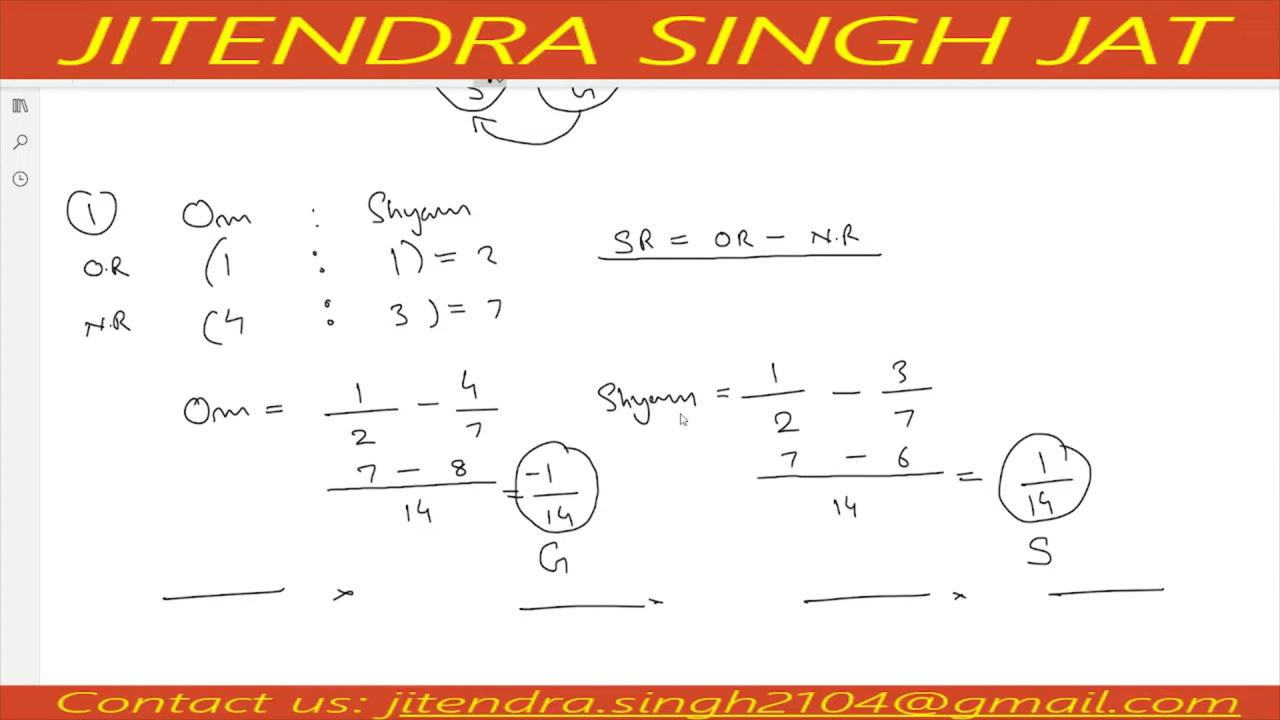 JITENDRA SINGH JAT
S G
① Om : Shyam
O.R (1 : 1) = 2
N.R (4 : 3) = 7
SR = OR - N.R
Om = 1/2 - 4/7
7 - 8 / 14 = -1/14
G
Shyam = 1/2 - 3/7
7 - 6 / 14 = 1/14
S
Contact us: jitendra.singh2104@gmail.com